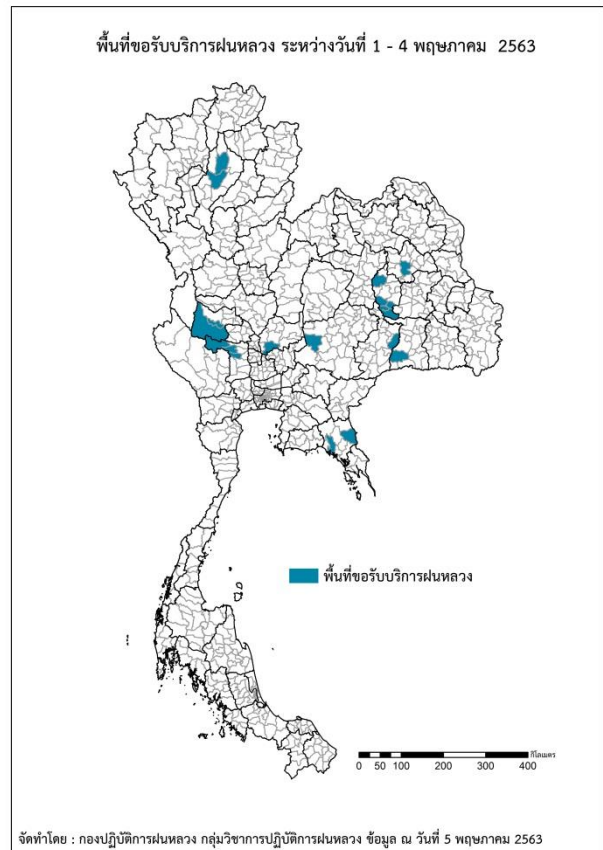 พื้นที่ขอรับบริการฝนหลวง ระหว่างวันที่ 1 - 4 พฤษภาคม 2563
พื้นที่ขอรับบริการฝนหลวง
กิโลเมตร
0 50 100 200 300 400
จัดทำโดย : กองปฏิบัติการฝนหลวง กลุ่มวิชาการปฏิบัติการฝนหลวง ข้อมูล ณ วันที่ 5 พฤษภาคม 2563